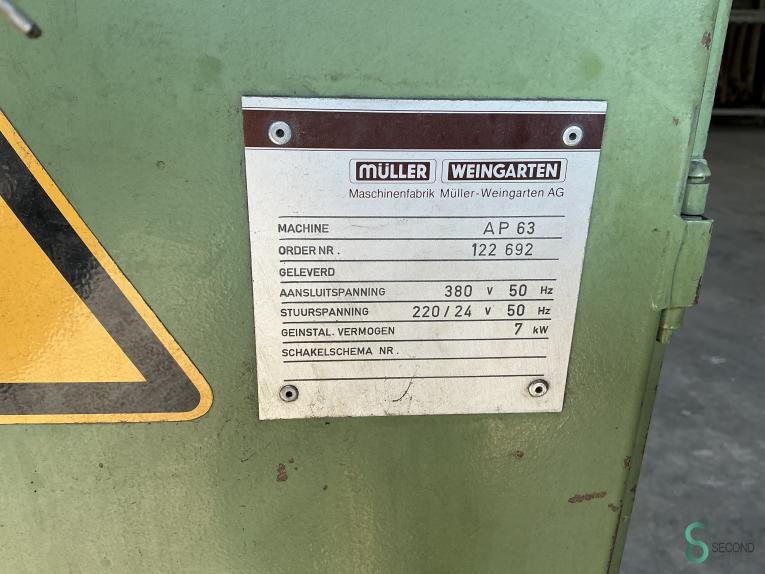 MÜLLER WEINGARTEN
Maschinenfabrik Müller-Weingarten AG
MACHINE AP 63
ORDER NR. 122 692
GELEVERD
AANSLUITSPANNING 380 V 50 Hz
STUURSPANNING 220/24 V 50 Hz
GEINSTAL. VERMOGEN 7 kW
SCHAKELSCHEMA NR.
SECOND